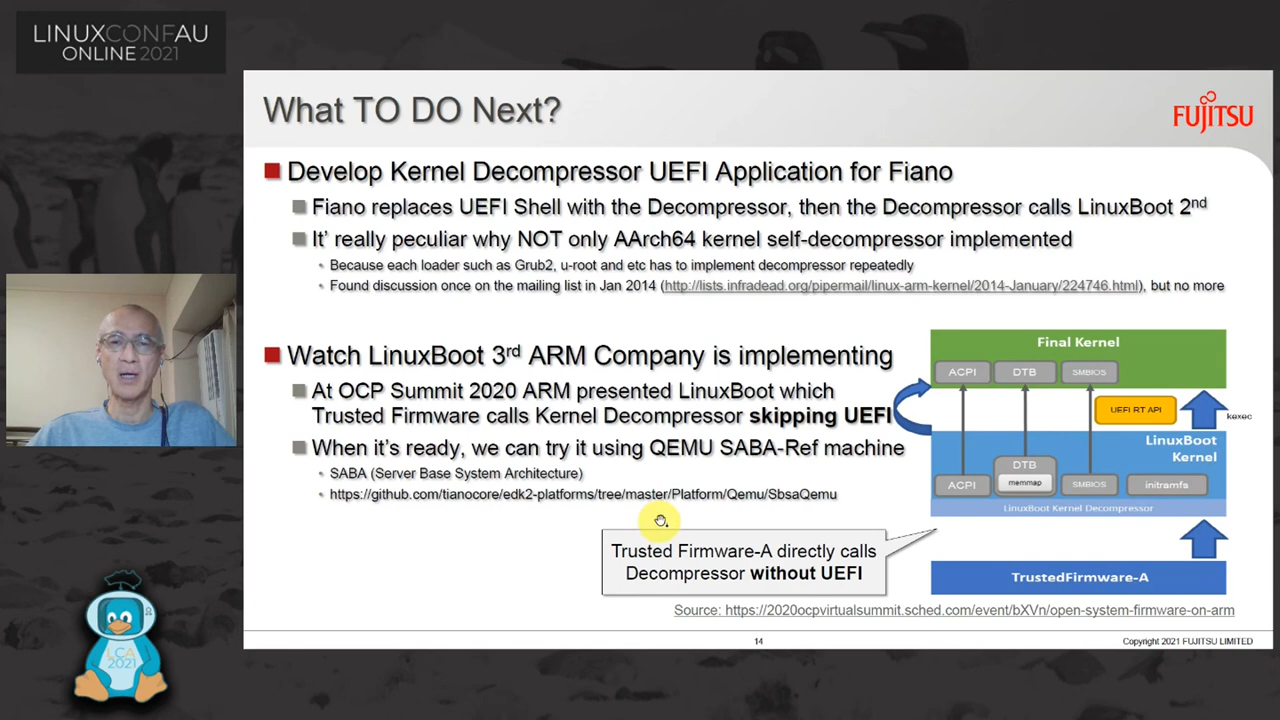 LINUXCONFAU
ONLINE 2021
What TO DO Next?
FUJITSU
Develop Kernel Decompressor UEFI Application for Fiano
Fiano replaces UEFI Shell with the Decompressor, then the Decompressor calls LinuxBoot 2nd
It' really peculiar why NOT only AArch64 kernel self-decompressor implemented
Because each loader such as Grub2, u-root and etc has to implement decompressor repeatedly
Found discussion once on the mailing list in Jan 2014 (http://lists.infradead.org/pipermail/linux-arm-kernel/2014-January/224746.html), but no more
Watch LinuxBoot 3rd ARM Company is implementing
At OCP Summit 2020 ARM presented LinuxBoot which
Trusted Firmware calls Kernel Decompressor skipping UEFI
When it's ready, we can try it using QEMU SABA-Ref machine
SABA (Server Base System Architecture)
https://github.com/tianocore/edk2-platforms/tree/master/Platform/Qemu/SbsaQemu
Final Kernel
ACPI
DTB
SMBIOS
UEFI RT API
kexec
LinuxBoot
Kernel
ACPI
DTB
memmap
SMBIOS
initramfs
LinuxBoot Kernel Decompressor
Trusted Firmware-A directly calls
Decompressor without UEFI
TrustedFirmware-A
Source: https://2020ocpvirtualsummit.sched.com/event/bXVn/open-system-firmware-on-arm
14
Copyright 2021 FUJITSU LIMITED
LCA
2021